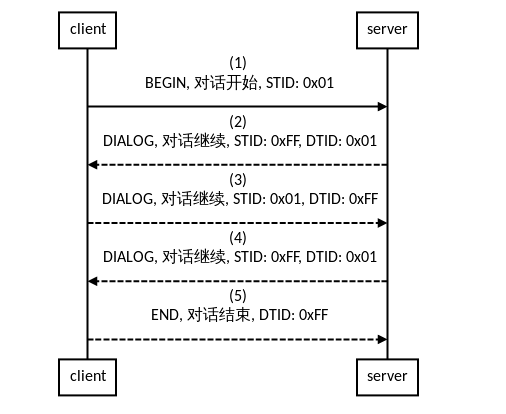 client
server
(1)
BEGIN, 对话开始, STID: 0x01
(2)
DIALOG, 对话继续, STID: 0xFF, DTID: 0x01
(3)
DIALOG, 对话继续, STID: 0x01, DTID: 0xFF
(4)
DIALOG, 对话继续, STID: 0xFF, DTID: 0x01
(5)
END, 对话结束, DTID: 0xFF
client
server